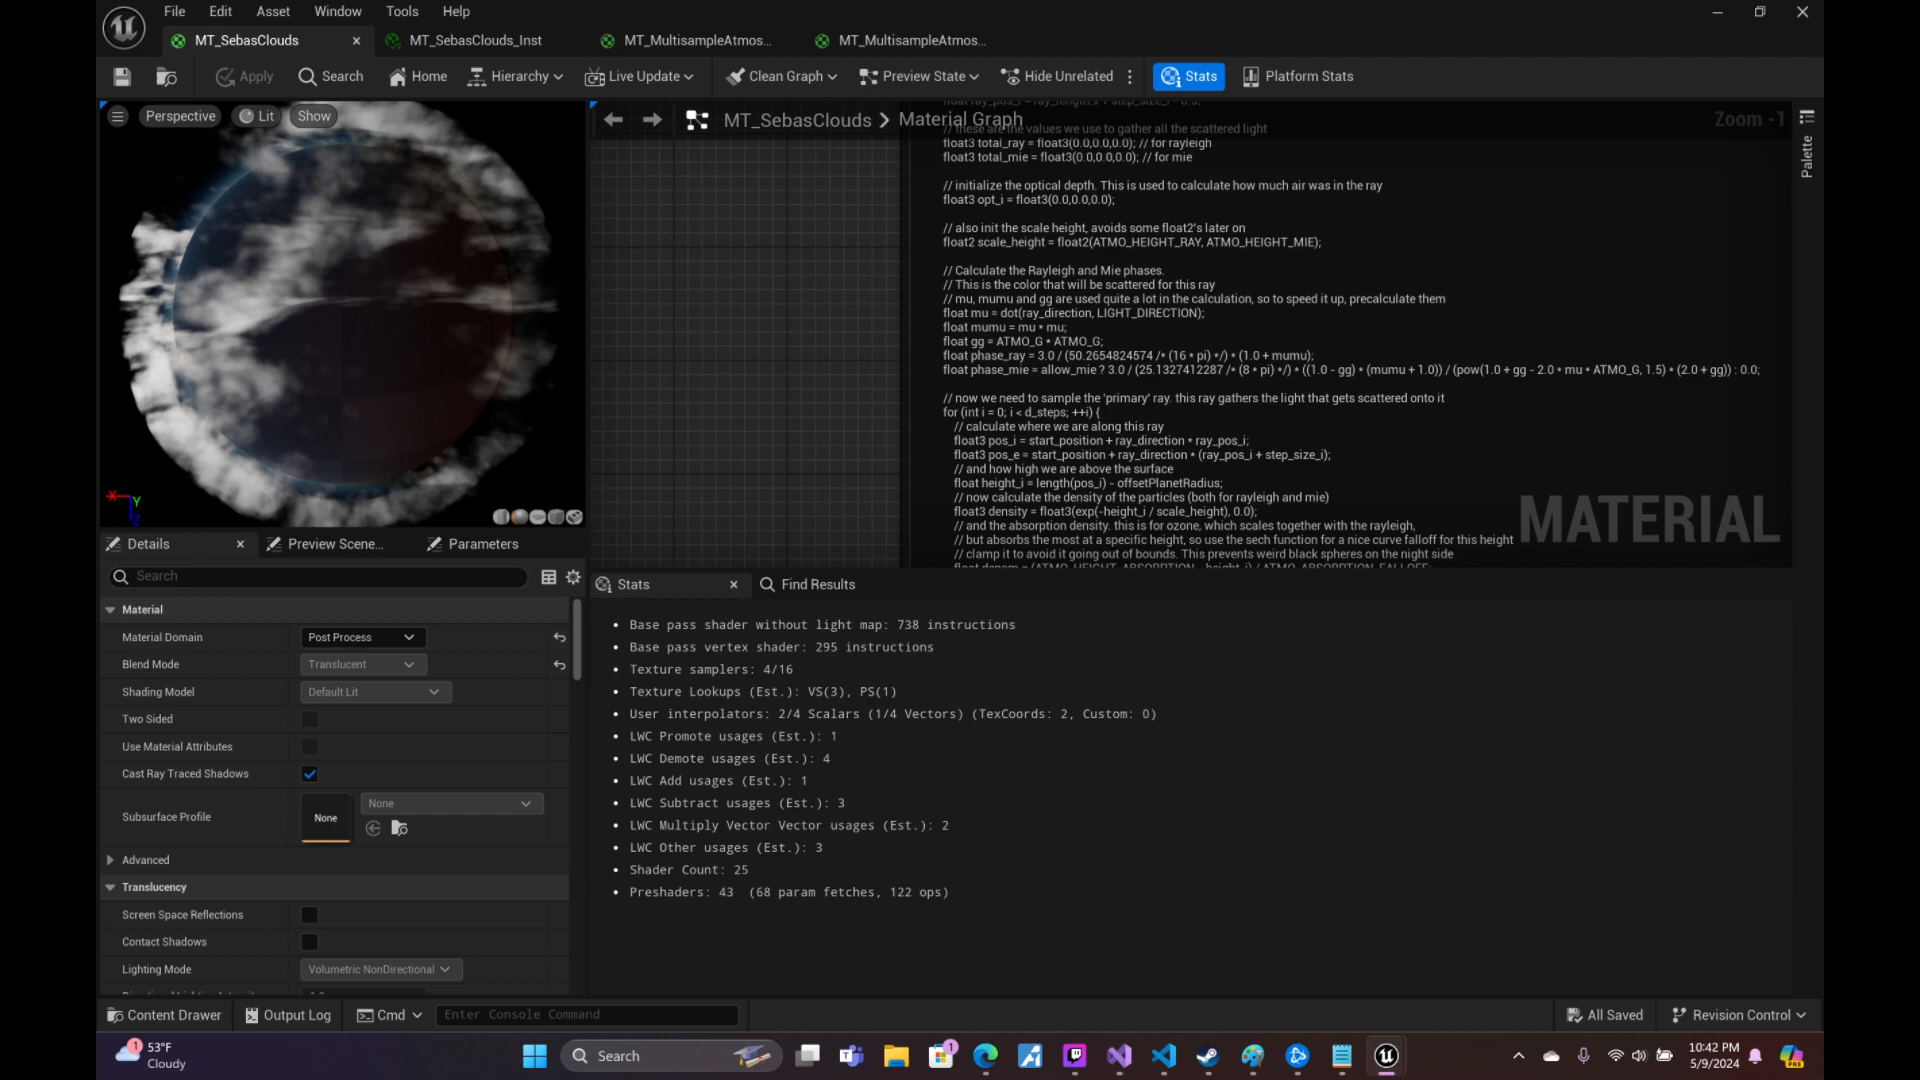 File Edit Asset Window Tools Help
MT_SebasClouds MT_SebasClouds_Inst MT_MultisampleAtmos... MT_MultisampleAtmos...
Apply Search Home Hierarchy Live Update Clean Graph Preview State Hide Unrelated Stats Platform Stats
Perspective Lit Show
MT_SebasClouds > Material Graph
Zoom -1
Palette
// these are the values we use to gather all the scattered light
float3 total_ray = float3(0.0,0.0,0.0); // for rayleigh
float3 total_mie = float3(0.0,0.0,0.0); // for mie
// initialize the optical depth. This is used to calculate how much air was in the ray
float3 opt_i = float3(0.0,0.0,0.0);
// also init the scale height, avoids some float2's later on
float2 scale_height = float2(ATMO_HEIGHT_RAY, ATMO_HEIGHT_MIE);
// Calculate the Rayleigh and Mie phases.
// This is the color that will be scattered for this ray
// mu, mumu and gg are used quite a lot in the calculation, so to speed it up, precalculate them
float mu = dot(ray_direction, LIGHT_DIRECTION);
float mumu = mu * mu;
float gg = ATMO_G * ATMO_G;
float phase_ray = 3.0 / (50.2654824574 /* (16 * pi) */) * (1.0 + mumu);
float phase_mie = allow_mie ? 3.0 / (25.1327412287 /* (8 * pi) */) * ((1.0 - gg) * (mumu + 1.0)) / (pow(1.0 + gg - 2.0 * mu * ATMO_G, 1.5) * (2.0 + gg)) : 0.0;
// now we need to sample the 'primary' ray. this ray gathers the light that gets scattered onto it
for (int i = 0; i < d_steps; ++i) {
// calculate where we are along this ray
float3 pos_i = start_position + ray_direction * ray_pos_i;
float3 pos_e = start_position + ray_direction * (ray_pos_i + step_size_i);
// and how high we are above the surface
float height_i = length(pos_i) - offsetPlanetRadius;
// now calculate the density of the particles (both for rayleigh and mie)
float3 density = float3(exp(-height_i / scale_height), 0.0);
// and the absorption density. this is for ozone, which scales together with the rayleigh,
// but absorbs the most at a specific height, so use the sech function for a nice curve falloff for this height
// clamp it to avoid it going out of bounds. This prevents weird black spheres on the night side
MATERIAL
X Y Z
Details Preview Scene... Parameters
Search
Material
Material Domain Post Process
Blend Mode Translucent
Shading Model Default Lit
Two Sided
Use Material Attributes
Cast Ray Traced Shadows
Subsurface Profile None None
Advanced
Translucency
Screen Space Reflections
Contact Shadows
Lighting Mode Volumetric NonDirectional
Stats Find Results
• Base pass shader without light map: 738 instructions
• Base pass vertex shader: 295 instructions
• Texture samplers: 4/16
• Texture Lookups (Est.): VS(3), PS(1)
• User interpolators: 2/4 Scalars (1/4 Vectors) (TexCoords: 2, Custom: 0)
• LWC Promote usages (Est.): 1
• LWC Demote usages (Est.): 4
• LWC Add usages (Est.): 1
• LWC Subtract usages (Est.): 3
• LWC Multiply Vector Vector usages (Est.): 2
• LWC Other usages (Est.): 3
• Shader Count: 25
• Preshaders: 43 (68 param fetches, 122 ops)
Content Drawer Output Log Cmd Enter Console Command All Saved Revision Control
1 53°F
Cloudy
Search
1
10:42 PM
5/9/2024
PRE